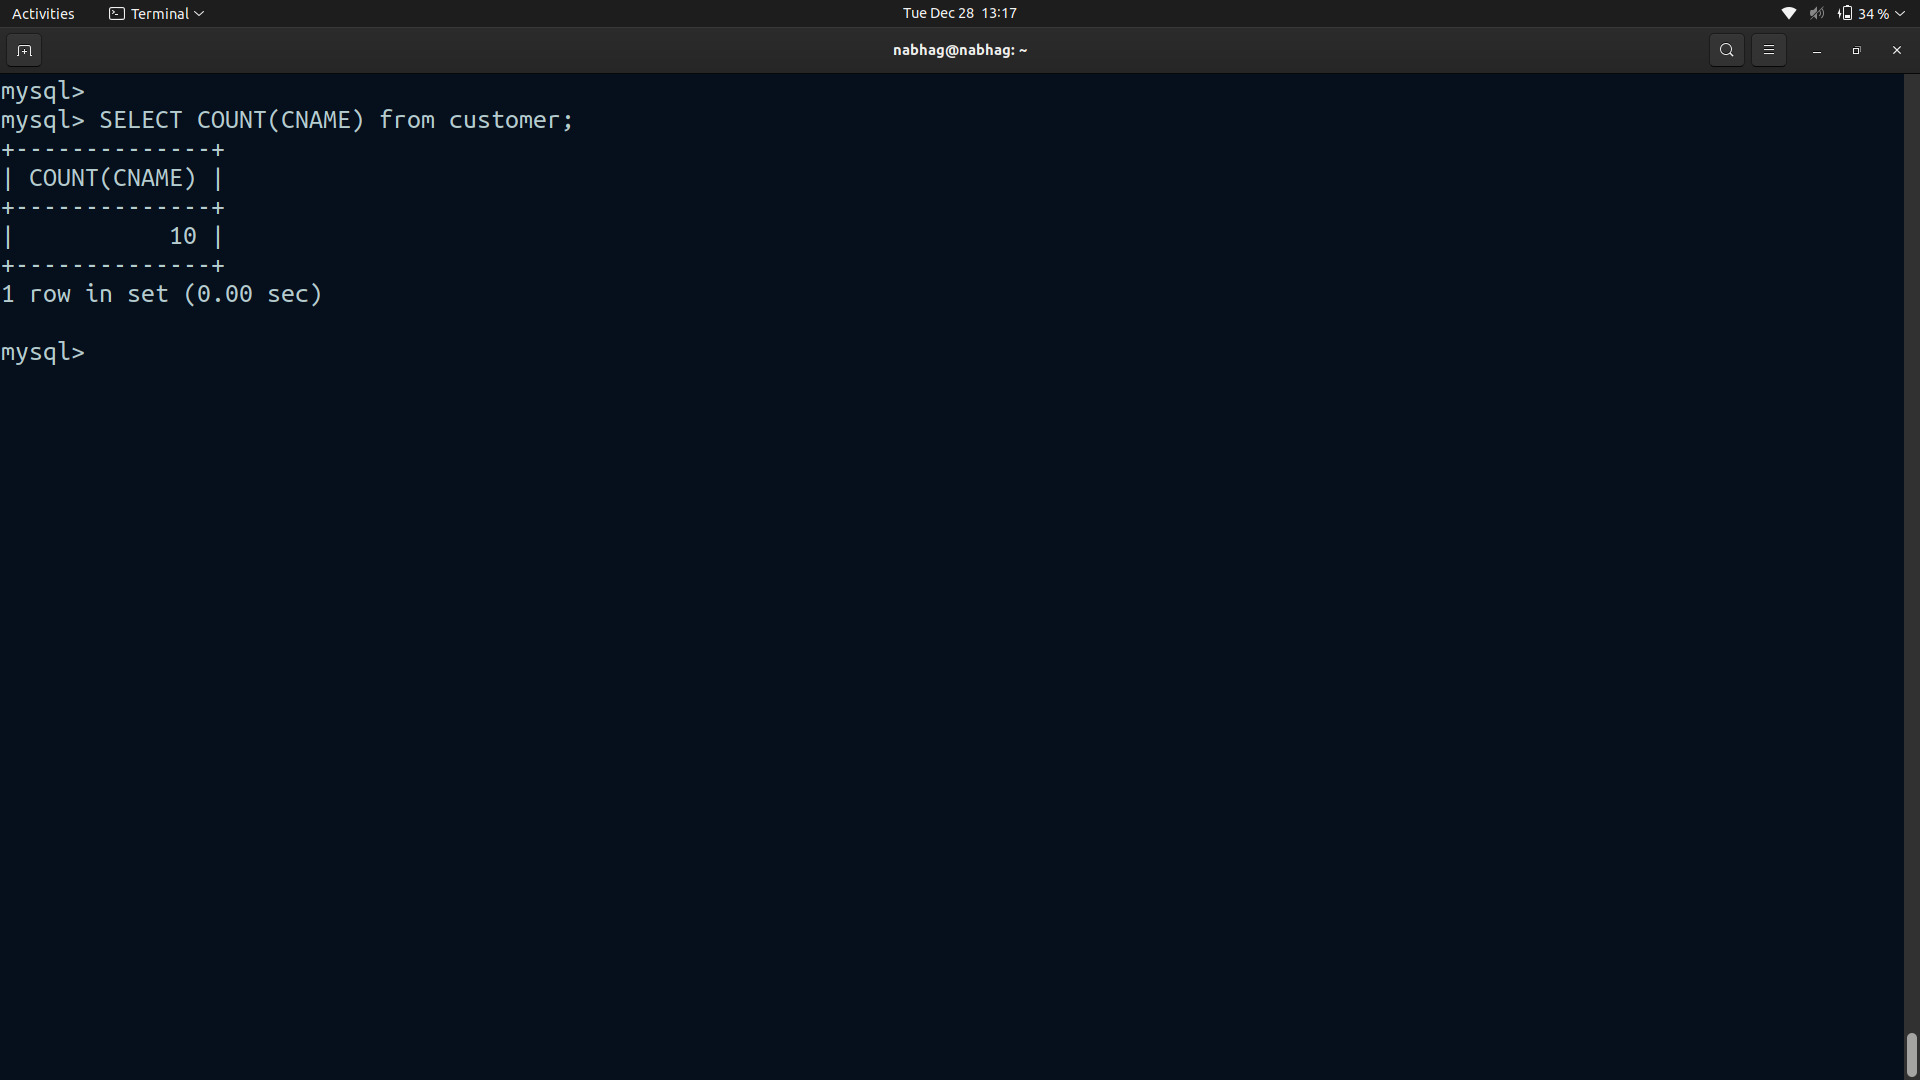 Activities Terminal Tue Dec 28 13:17 34 %
nabhag@nabhag: ~
mysql>
mysql> SELECT COUNT(CNAME) from customer;
+--------------+
| COUNT(CNAME) |
+--------------+
|           10 |
+--------------+
1 row in set (0.00 sec)
mysql>